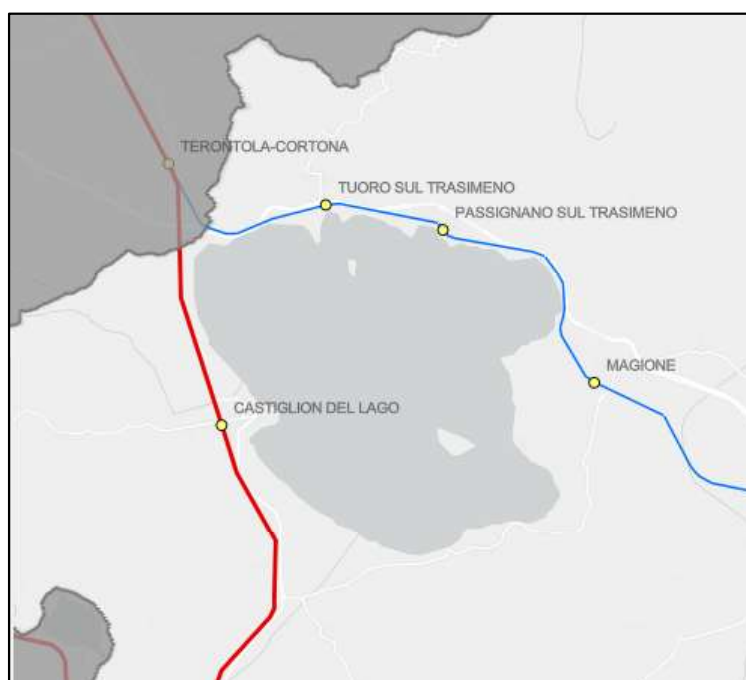 TERONTOLA-CORTONA
TUORO SUL TRASIMENO
PASSIGNANO SUL TRASIMENO
MAGIONE
CASTIGLION DEL LAGO